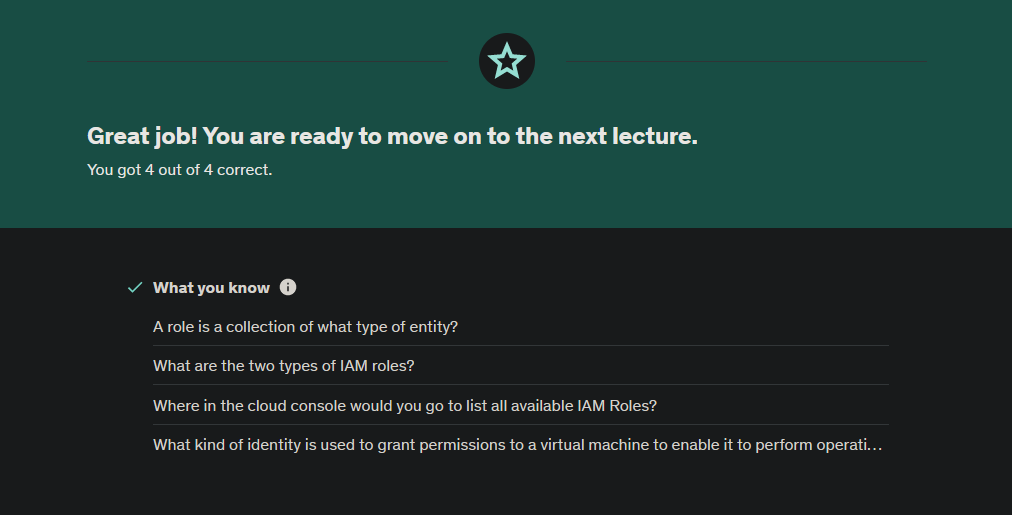 Great job! You are ready to move on to the next lecture.
You got 4 out of 4 correct.
What you know
A role is a collection of what type of entity?
What are the two types of IAM roles?
Where in the cloud console would you go to list all available IAM Roles?
What kind of identity is used to grant permissions to a virtual machine to enable it to perform operati...